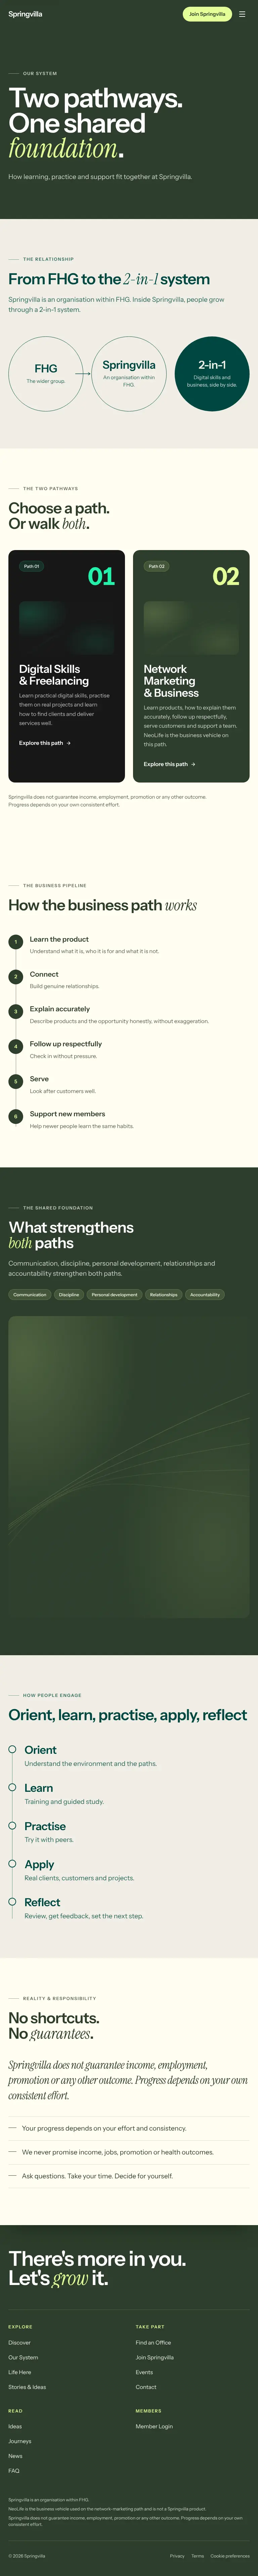 Springvilla
Join Springvilla
OUR SYSTEM
Two pathways.
One shared
foundation.
How learning, practice and support fit together at Springvilla.
THE RELATIONSHIP
From FHG to the 2-in-1 system
Springvilla is an organisation within FHG. Inside Springvilla, people grow
through a 2-in-1 system.
FHG
The wider group.
Springvilla
An organisation within
FHG.
2-in-1
Digital skills and
business, side by side.
THE TWO PATHWAYS
Choose a path.
Or walk both.
Path 01
01
Digital Skills
& Freelancing
Learn practical digital skills, practise
them on real projects and learn
how to find clients and deliver
services well.
Explore this path →
Path 02
02
Network
Marketing
& Business
Learn products, how to explain them
accurately, follow up respectfully,
serve customers and support a team.
NeoLife is the business vehicle on
this path.
Explore this path →
Springvilla does not guarantee income, employment, promotion or any other outcome.
Progress depends on your own consistent effort.
THE BUSINESS PIPELINE
How the business path works
1
Learn the product
Understand what it is, who it is for and what it is not.
2
Connect
Build genuine relationships.
3
Explain accurately
Describe products and the opportunity honestly, without exaggeration.
4
Follow up respectfully
Check in without pressure.
5
Serve
Look after customers well.
6
Support new members
Help newer people learn the same habits.
THE SHARED FOUNDATION
What strengthens
both paths
Communication, discipline, personal development, relationships and
accountability strengthen both paths.
Communication
Discipline
Personal development
Relationships
Accountability
HOW PEOPLE ENGAGE
Orient, learn, practise, apply, reflect
Orient
Understand the environment and the paths.
Learn
Training and guided study.
Practise
Try it with peers.
Apply
Real clients, customers and projects.
Reflect
Review, get feedback, set the next step.
REALITY & RESPONSIBILITY
No shortcuts.
No guarantees.
Springvilla does not guarantee income, employment,
promotion or any other outcome. Progress depends on your own
consistent effort.
Your progress depends on your effort and consistency.
We never promise income, jobs, promotion or health outcomes.
Ask questions. Take your time. Decide for yourself.
There's more in you.
Let's grow it.
EXPLORE
Discover
Our System
Life Here
Stories & Ideas
TAKE PART
Find an Office
Join Springvilla
Events
Contact
READ
Ideas
Journeys
News
FAQ
MEMBERS
Member Login
Springvilla is an organisation within FHG.
NeoLife is the business vehicle used on the network-marketing path and is not a Springvilla product.
Springvilla does not guarantee income, employment, promotion or any other outcome. Progress depends on your own
consistent effort.
© 2026 Springvilla
Privacy
Terms
Cookie preferences